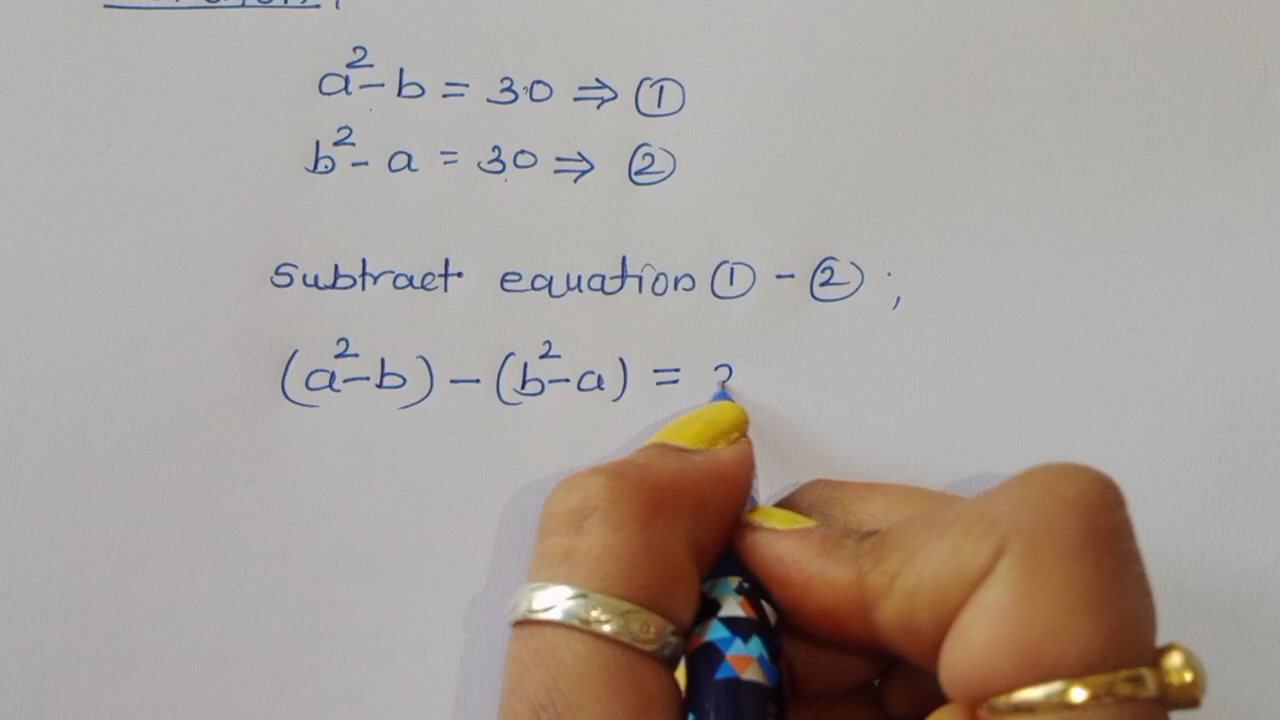 a²-b = 30 ⇒ ①
b²- a = 30 ⇒ ②
Subtract equation ① - ② ;
(a²-b) - (b²-a) =